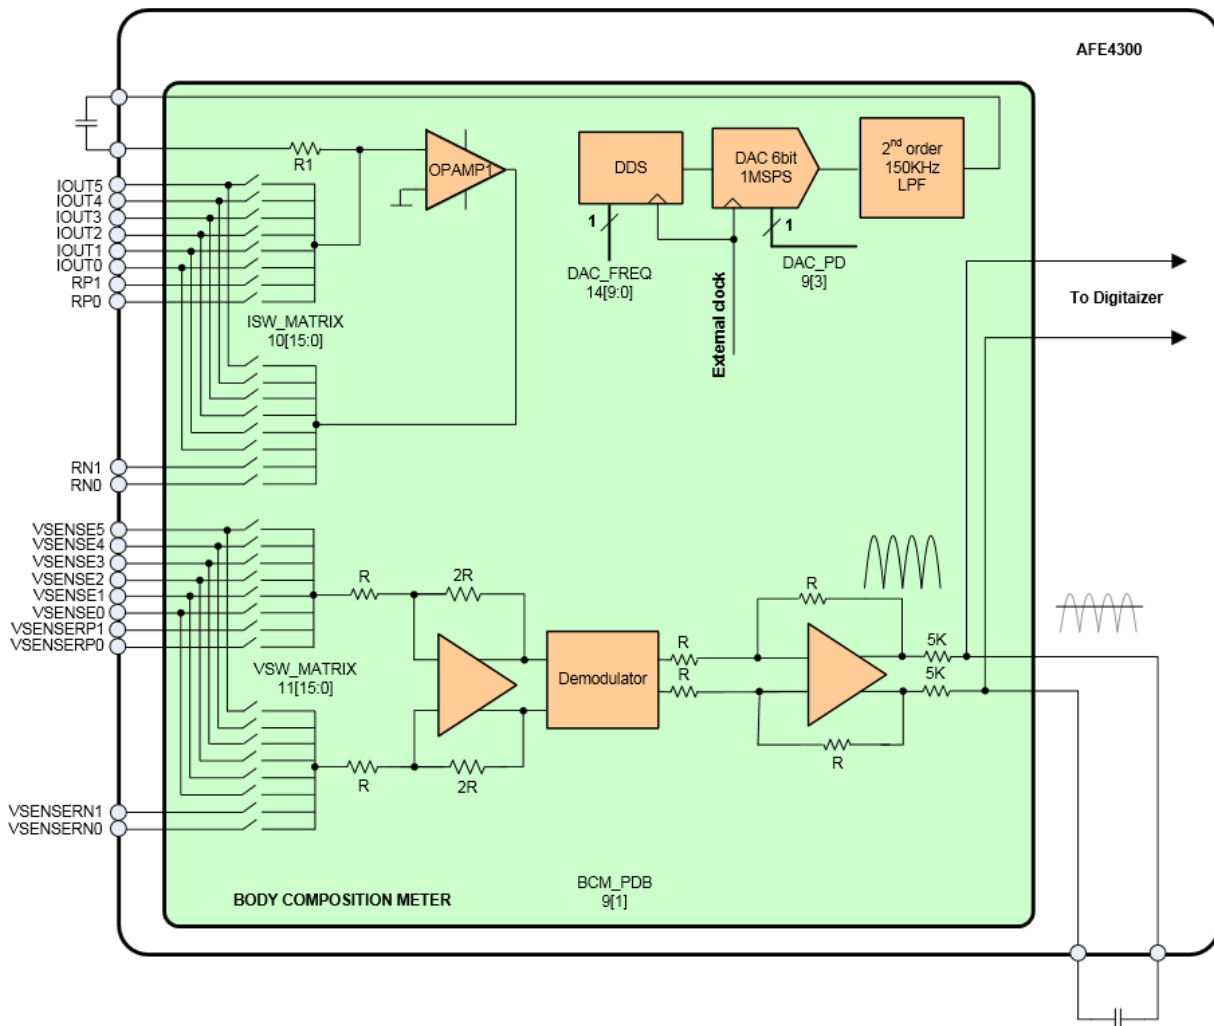 AFE4300
R1
OPAMP1
DDS
DAC 6bit
1MSPS
2nd order
150KHz
LPF
1
1
DAC_FREQ
14[9:0]
DAC_PD
9[3]
External clock
To Digitaizer
IOUT5
IOUT4
IOUT3
IOUT2
IOUT1
IOUT0
RP1
RP0
ISW_MATRIX
10[15:0]
RN1
RN0
VSENSE5
VSENSE4
VSENSE3
VSENSE2
VSENSE1
VSENSE0
VSENSERP1
VSENSERP0
VSW_MATRIX
11[15:0]
VSENSERN1
VSENSERN0
R
2R
R
2R
Demodulator
R
R
R
R
5K
5K
BCM_PDB
9[1]
BODY COMPOSITION METER